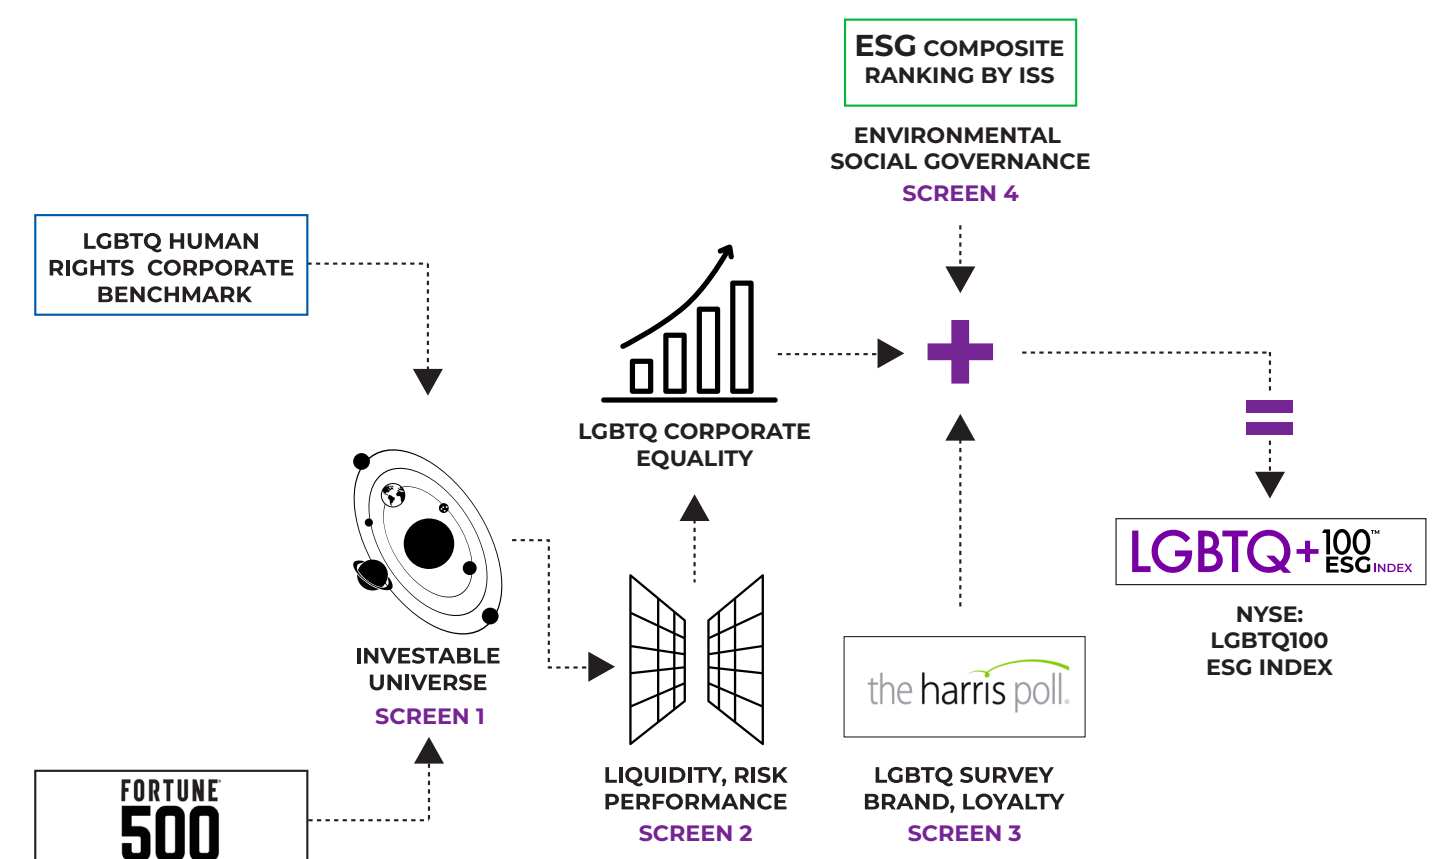 ESG COMPOSITE
RANKING BY ISS
ENVIRONMENTAL
SOCIAL GOVERNANCE
SCREEN 4
LGBTQ HUMAN
RIGHTS CORPORATE
BENCHMARK
LGBTQ CORPORATE
EQUALITY
INVESTABLE
UNIVERSE
SCREEN 1
FORTUNE
500
LIQUIDITY, RISK
PERFORMANCE
SCREEN 2
the harris poll®
LGBTQ SURVEY
BRAND, LOYALTY
SCREEN 3
LGBTQ+100™
ESG INDEX
NYSE:
LGBTQ100
ESG INDEX